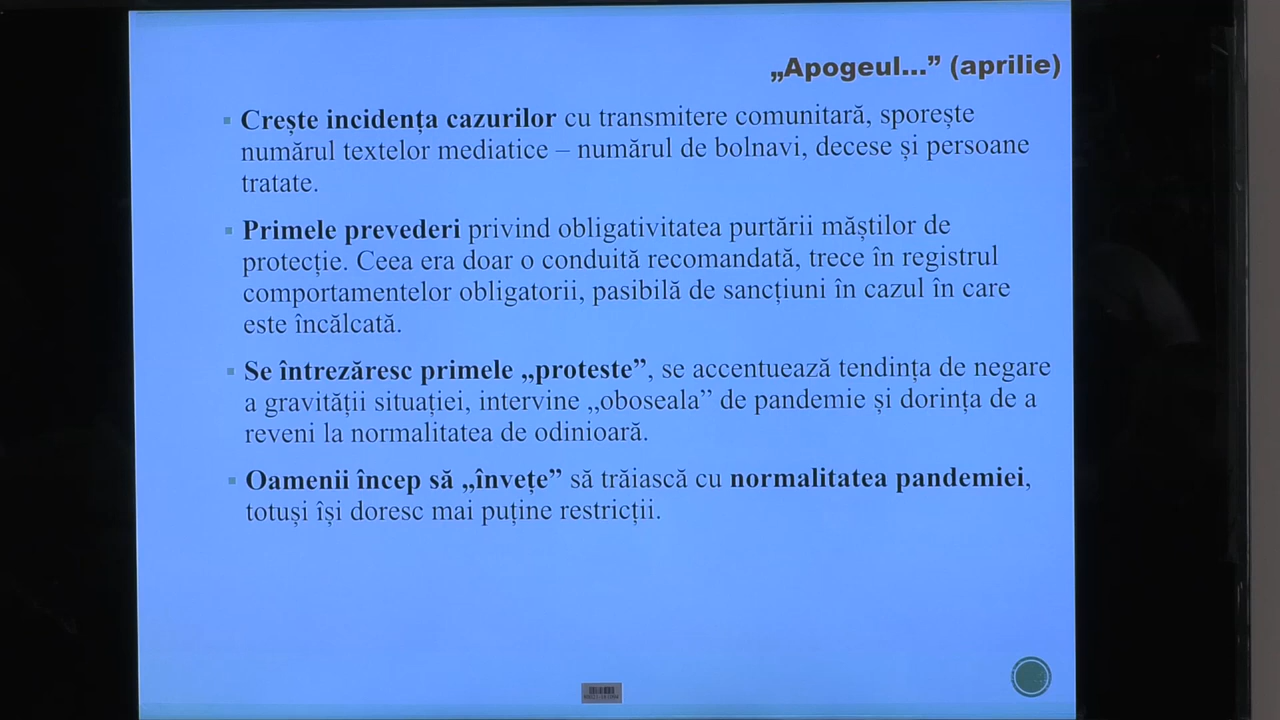 „Apogeul...” (aprilie)
Crește incidența cazurilor cu transmitere comunitară, sporește
numărul textelor mediatice – numărul de bolnavi, decese și persoane
tratate.
Primele prevederi privind obligativitatea purtării măștilor de
protecție. Ceea era doar o conduită recomandată, trece în registrul
comportamentelor obligatorii, pasibilă de sancțiuni în cazul în care
este încălcată.
Se întrezăresc primele „proteste”, se accentuează tendința de negare
a gravității situației, intervine „oboseala” de pandemie și dorința de a
reveni la normalitatea de odinioară.
Oamenii încep să „învețe” să trăiască cu normalitatea pandemiei,
totuși își doresc mai puține restricții.